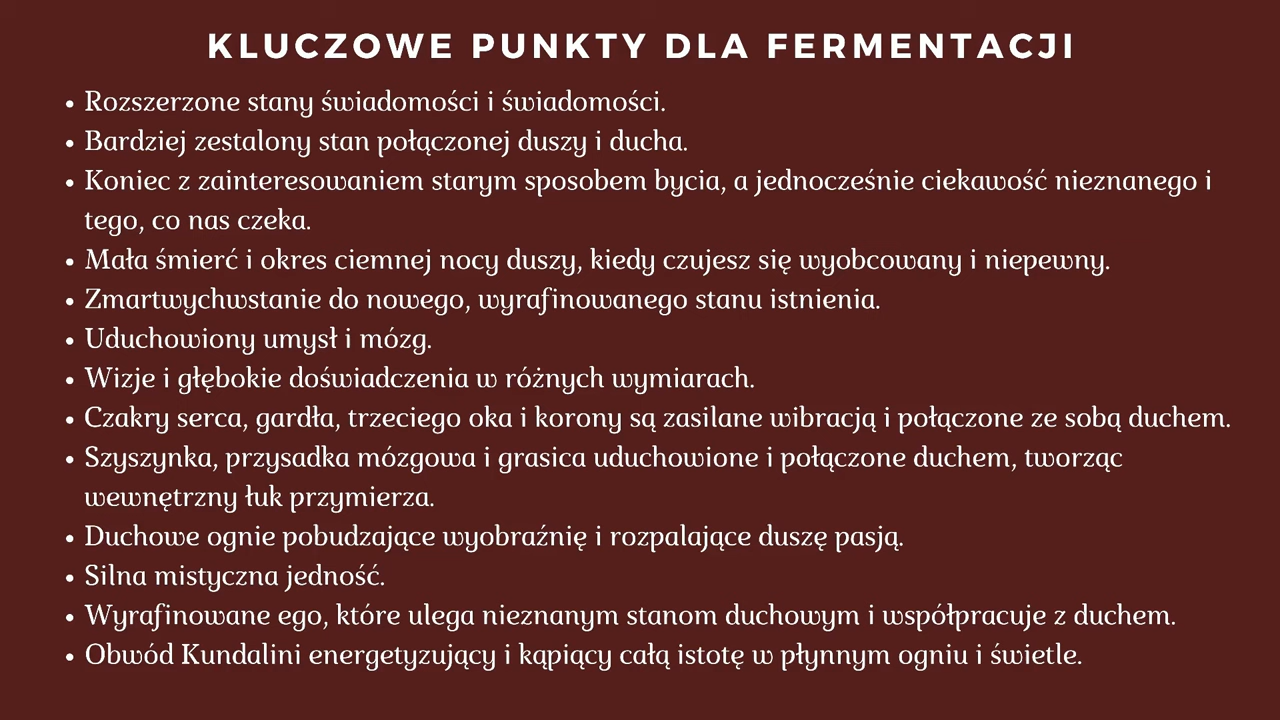 KLUCZOWE PUNKTY DLA FERMENTACJI
• Rozszerzone stany świadomości i świadomości.
• Bardziej zestalony stan połączonej duszy i ducha.
• Koniec z zainteresowaniem starym sposobem bycia, a jednocześnie ciekawość nieznanego i
tego, co nas czeka.
• Mała śmierć i okres ciemnej nocy duszy, kiedy czujesz się wyobcowany i niepewny.
• Zmartwychwstanie do nowego, wyrafinowanego stanu istnienia.
• Uduchowiony umysł i mózg.
• Wizje i głębokie doświadczenia w różnych wymiarach.
• Czakry serca, gardła, trzeciego oka i korony są zasilane wibracją i połączone ze sobą duchem.
• Szyszynka, przysadka mózgowa i grasica uduchowione i połączone duchem, tworząc
wewnętrzny łuk przymierza.
• Duchowe ognie pobudzające wyobraźnię i rozpalające duszę pasją.
• Silna mistyczna jedność.
• Wyrafinowane ego, które ulega nieznanym stanom duchowym i współpracuje z duchem.
• Obwód Kundalini energetyzujący i kąpiący całą istotę w płynnym ogniu i świetle.